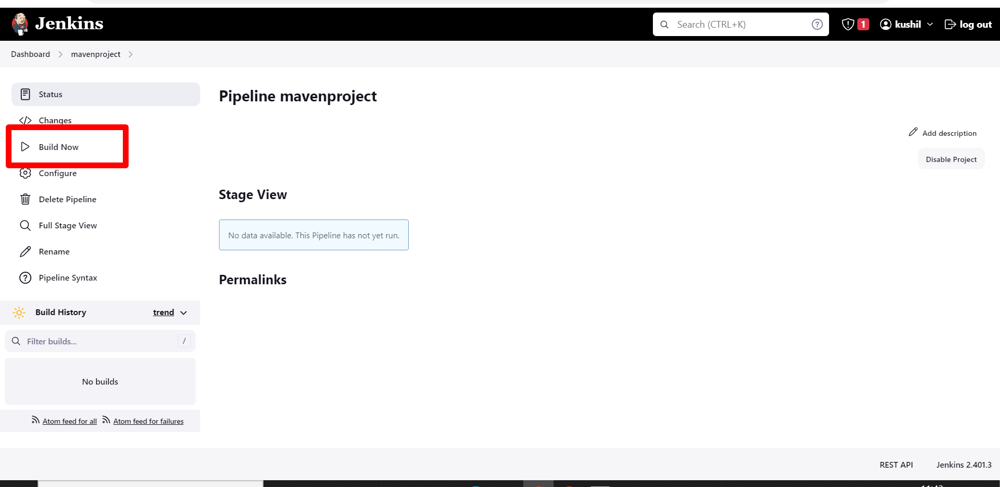 Jenkins
Search (CTRL+K)
?
1
kushil
log out
Dashboard
mavenproject
Status
Changes
Build Now
Configure
Delete Pipeline
Full Stage View
Rename
Pipeline Syntax
Build History
trend
Filter builds...
/
No builds
Atom feed for all
Atom feed for failures
Pipeline mavenproject
Add description
Disable Project
Stage View
No data available. This Pipeline has not yet run.
Permalinks
REST API
Jenkins 2.401.3